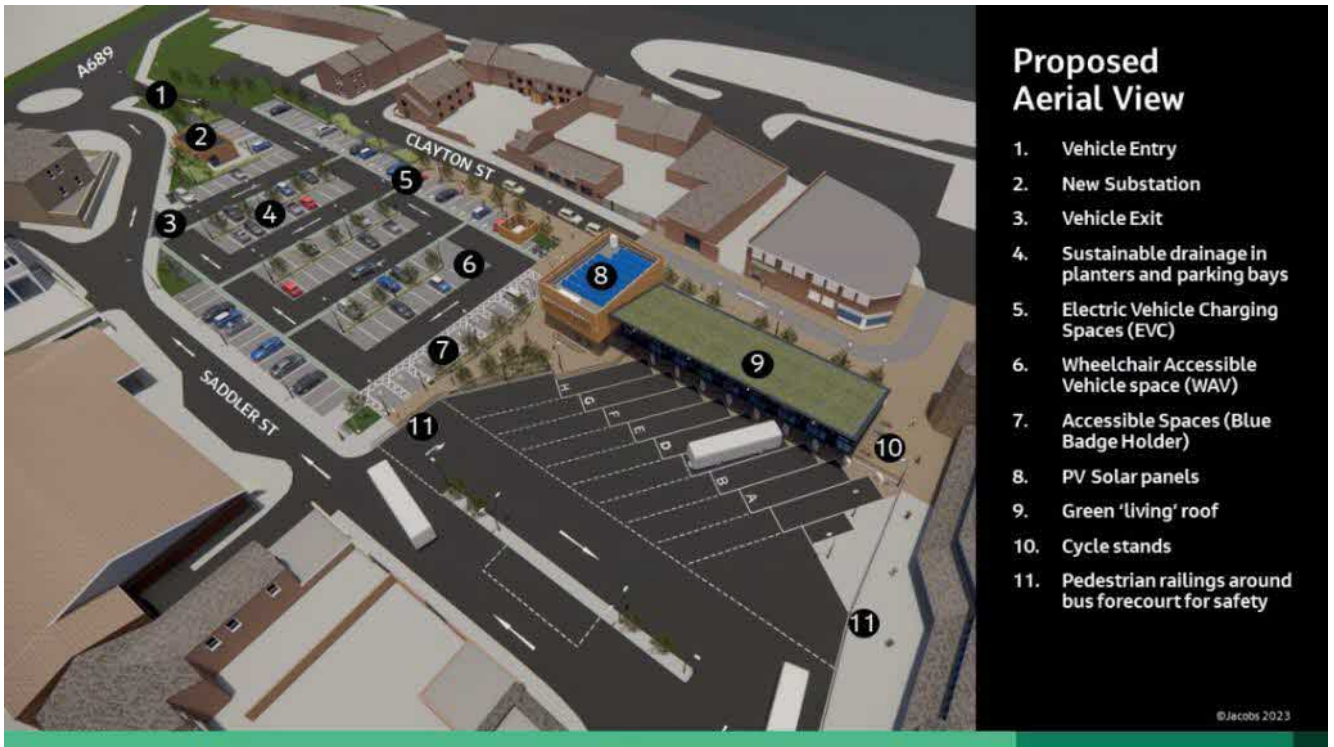 A689
1
2
CLAYTON ST
5
3
4
6
8
7
9
SADDLER ST
11
H
G
F
E
D
B
A
10
11
Proposed
Aerial View
1. Vehicle Entry
2. New Substation
3. Vehicle Exit
4. Sustainable drainage in
planters and parking bays
5. Electric Vehicle Charging
Spaces (EVC)
6. Wheelchair Accessible
Vehicle space (WAV)
7. Accessible Spaces (Blue
Badge Holder)
8. PV Solar panels
9. Green ‘living’ roof
10. Cycle stands
11. Pedestrian railings around
bus forecourt for safety
©Jacobs 2023